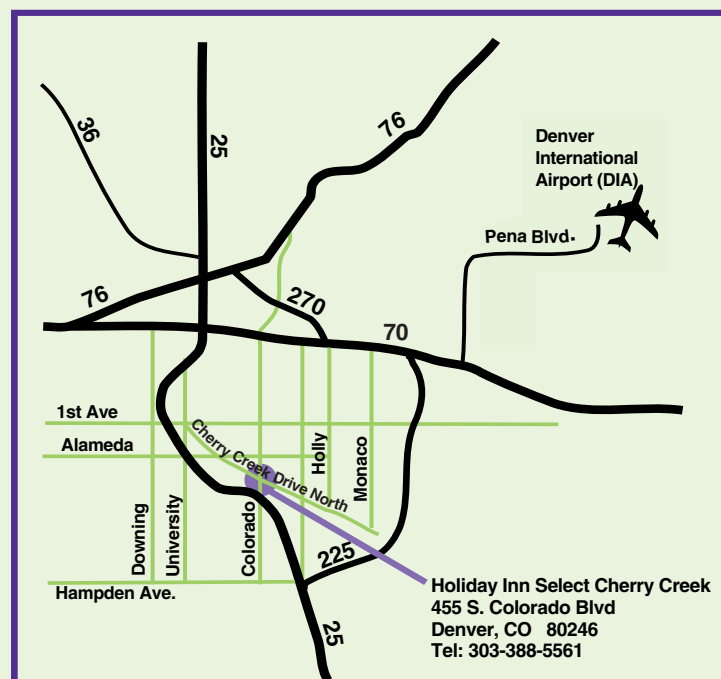 36
25
76
Denver
International
Airport (DIA)
Pena Blvd.
76
270
70
1st Ave
Alameda
Cherry Creek Drive North
Holly
Monaco
Downing
University
Colorado
225
Hampden Ave.
25
Holiday Inn Select Cherry Creek
455 S. Colorado Blvd
Denver, CO 80246
Tel: 303-388-5561